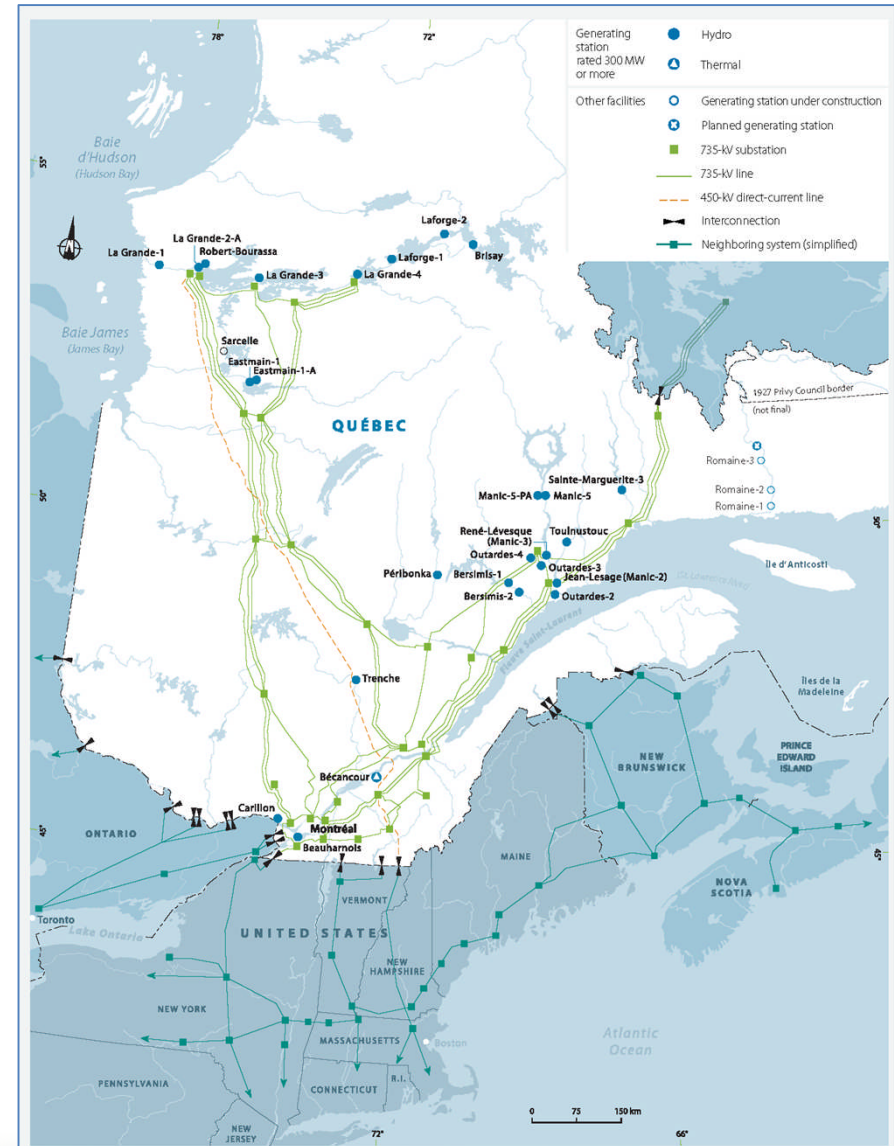 78°
72°
Generating
station
rated 300 MW
or more
Hydro
Thermal
Other facilities
Generating station under construction
Planned generating station
735-kV substation
735-kV line
450-kV direct-current line
Interconnection
Neighboring system (simplified)
Baie
d'Hudson
(Hudson Bay)
55°
Laforge-2
La Grande-2-A
Robert-Bourassa
La Grande-1
Laforge-1
Brisay
La Grande-3
La Grande-4
Baie James
(James Bay)
Sarcelle
Eastmain-1
Eastmain-1-A
1927 Privy Council border
(not final)
QUÉBEC
Romaine-3
Sainte-Marguerite-3
50°
Manic-5-PA
Manic-5
Romaine-2
Romaine-1
50°
René-Lévesque
(Manic-3)
Toulnustouc
Outardes-4
Île d'Anticosti
Outardes-3
Péribonka
Bersimis-1
Jean-Lesage (Manic-2)
Bersimis-2
Outardes-2
Fleuve Saint-Laurent
(St. Lawrence River)
Trenche
Îles de la
Madeleine
NEW
BRUNSWICK
PRINCE
EDWARD
ISLAND
Bécancour
Carillon
Montréal
45°
ONTARIO
Beauharnois
45°
MAINE
NOVA
SCOTIA
VERMONT
Toronto
Lake Ontario
UNITED STATES
NEW
HAMPSHIRE
NEW YORK
MASSACHUSETTS
Boston
Atlantic
Ocean
PENNSYLVANIA
CONNECTICUT
R.I.
NEW
JERSEY
0
75
150 km
72°
66°